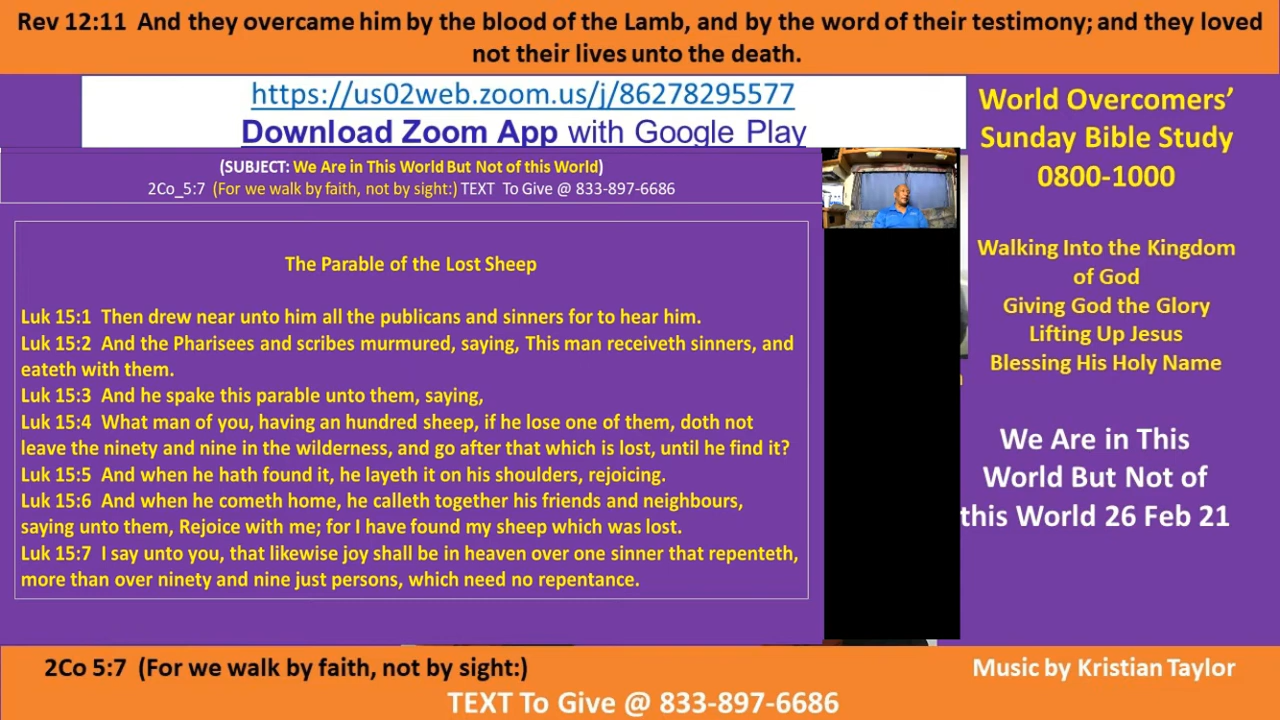 Rev 12:11  And they overcame him by the blood of the Lamb, and by the word of their testimony; and they loved
not their lives unto the death.
https://us02web.zoom.us/j/86278295577
Download Zoom App with Google Play
(SUBJECT: We Are in This World But Not of this World)
2Co_5:7  (For we walk by faith, not by sight:) TEXT  To Give @ 833-897-6686
The Parable of the Lost Sheep
Luk 15:1  Then drew near unto him all the publicans and sinners for to hear him.
Luk 15:2  And the Pharisees and scribes murmured, saying, This man receiveth sinners, and
eateth with them.
Luk 15:3  And he spake this parable unto them, saying,
Luk 15:4  What man of you, having an hundred sheep, if he lose one of them, doth not
leave the ninety and nine in the wilderness, and go after that which is lost, until he find it?
Luk 15:5  And when he hath found it, he layeth it on his shoulders, rejoicing.
Luk 15:6  And when he cometh home, he calleth together his friends and neighbours,
saying unto them, Rejoice with me; for I have found my sheep which was lost.
Luk 15:7  I say unto you, that likewise joy shall be in heaven over one sinner that repenteth,
more than over ninety and nine just persons, which need no repentance.
World Overcomers'
Sunday Bible Study
0800-1000
Walking Into the Kingdom
of God
Giving God the Glory
Lifting Up Jesus
Blessing His Holy Name
We Are in This
World But Not of
this World 26 Feb 21
2Co 5:7  (For we walk by faith, not by sight:)
Music by Kristian Taylor
TEXT To Give @ 833-897-6686